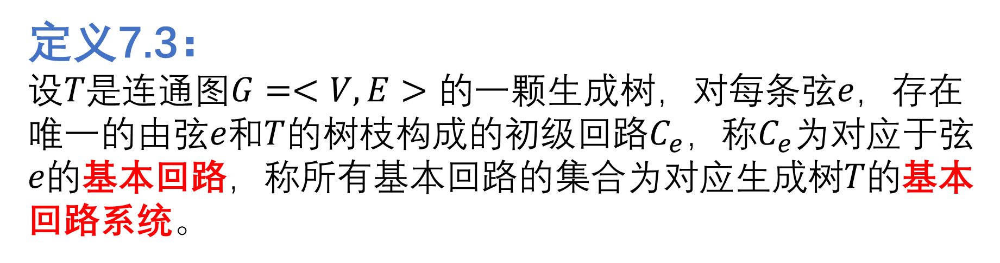 定义7.3：
设T是连通图G =< V, E > 的一颗生成树，对每条弦e，存在
唯一的由弦e和T的树枝构成的初级回路Cₑ，称Cₑ为对应于弦
e的基本回路，称所有基本回路的集合为对应生成树T的基本
回路系统。